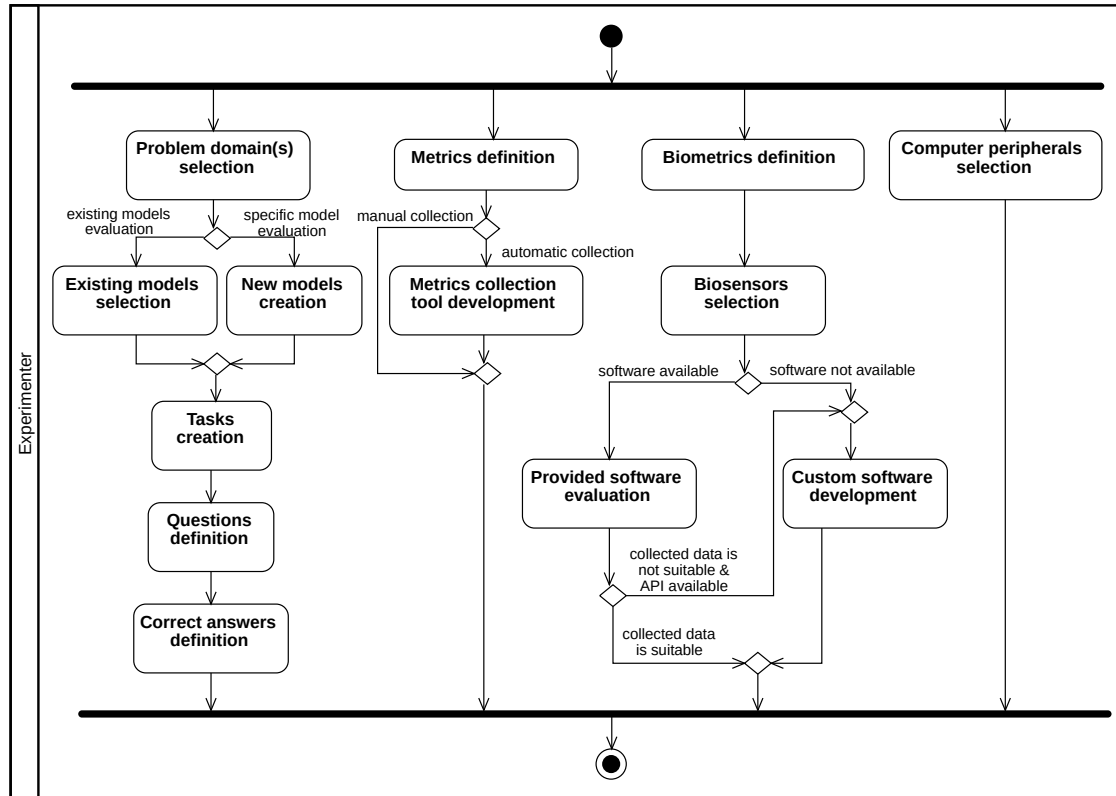 Experimenter
Problem domain(s)
selection
Metrics definition
Biometrics definition
Computer peripherals
selection
existing models
evaluation
specific model
evaluation
manual collection
automatic collection
Existing models
selection
New models
creation
Metrics collection
tool development
Biosensors
selection
software available
software not available
Tasks
creation
Provided software
evaluation
Custom software
development
Questions
definition
collected data is
not suitable &
API available
Correct answers
definition
collected data
is suitable